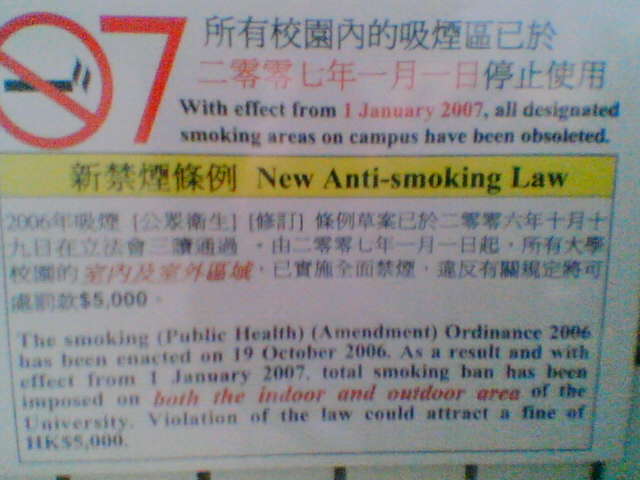 07
所有校園內的吸煙區已於
二零零七年一月一日停止使用
With effect from 1 January 2007, all designated
smoking areas on campus have been obsoleted.
新禁煙條例 New Anti-smoking Law
2006年吸煙 [公眾衛生] [修訂] 條例草案已於二零零六年十月十
九日在立法會三讀通過。由二零零七年一月一日起，所有大學
校園的室內及室外區域，已實施全面禁煙，違反有關規定將可
處罰款$5,000。
The smoking (Public Health) (Amendment) Ordinance 2006
has been enacted on 19 October 2006. As a result and with
effect from 1 January 2007, total smoking ban has been
imposed on both the indoor and outdoor area of the
University. Violation of the law could attract a fine of
HK$5,000.